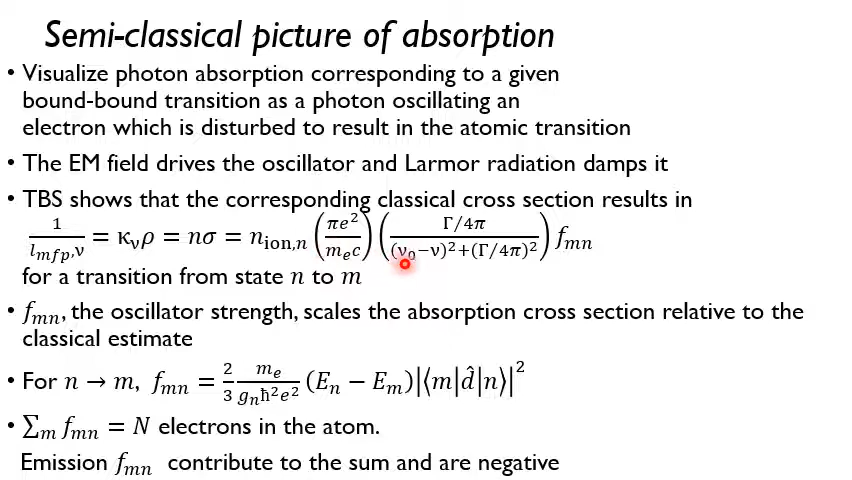 Semi-classical picture of absorption
• Visualize photon absorption corresponding to a given
bound-bound transition as a photon oscillating an
electron which is disturbed to result in the atomic transition
• The EM field drives the oscillator and Larmor radiation damps it
• TBS shows that the corresponding classical cross section results in
1/l_{mfp,ν} = κ_ν ρ = nσ = n_{ion,n} (πe²/m_e c) (Γ/4π / (ν₀−ν)²+(Γ/4π)²) f_{mn}
for a transition from state n to m
• f_{mn}, the oscillator strength, scales the absorption cross section relative to the
classical estimate
• For n → m, f_{mn} = 2/3 m_e/(g_n ħ² e²) (E_n − E_m)|⟨m|d̂|n⟩|²
• ∑_m f_{mn} = N electrons in the atom.
Emission f_{mn} contribute to the sum and are negative